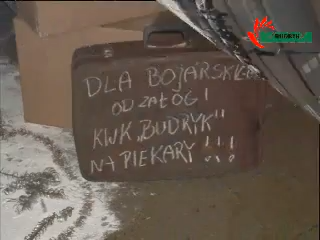 DLA BOJARSKIEGO
OD ZAŁOGI
KWK „BUDRYK"
NA PIEKARY !!!